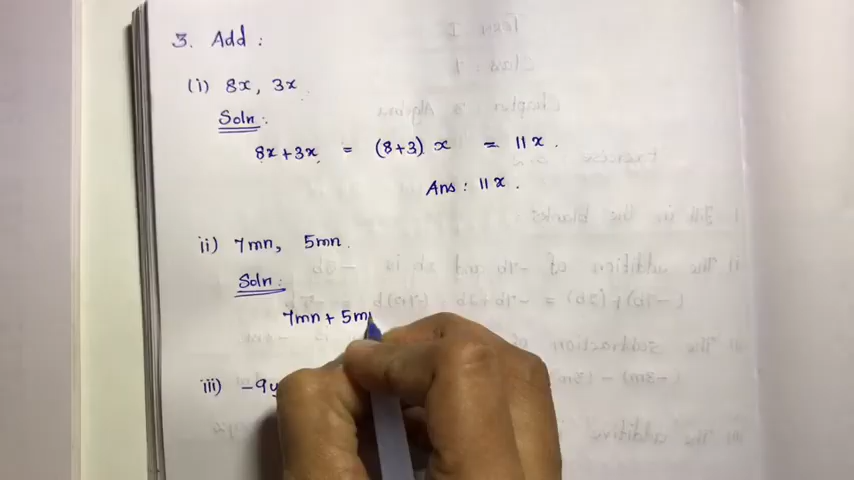 3. Add :
(i) 8x, 3x.
Soln :
8x + 3x = (8+3) x = 11x.
Ans : 11x.
ii) 7mn, 5mn.
Soln :
7mn + 5m
iii) -9y